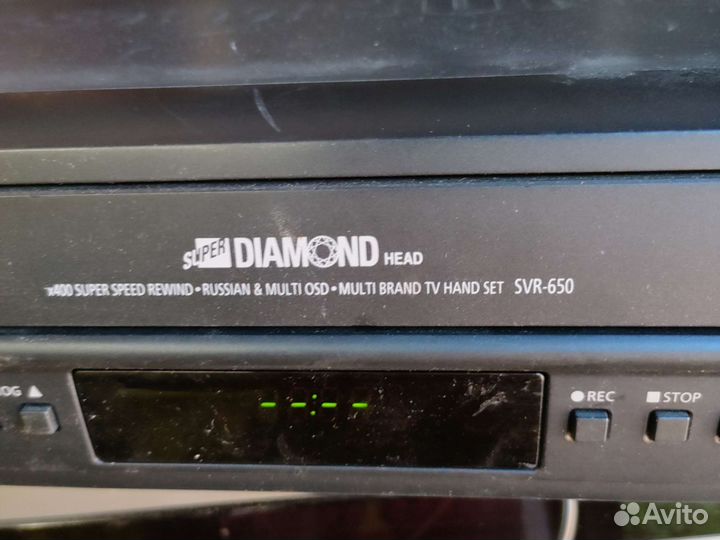 SUPER DIAMOND HEAD
x400 SUPER SPEED REWIND • RUSSIAN & MULTI OSD • MULTI BRAND TV HAND SET SVR-650
OG ▲
--:--
● REC ■ STOP
Avito